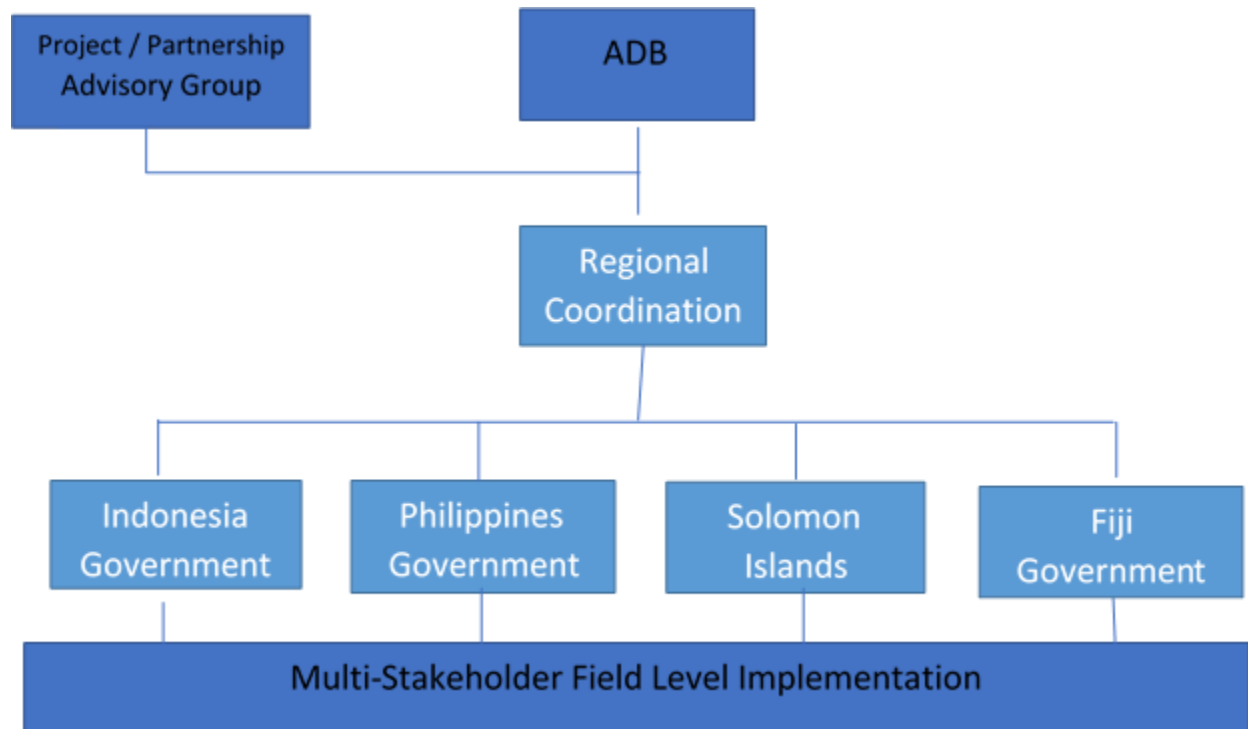 Project / Partnership
Advisory Group
ADB
Regional
Coordination
Indonesia
Government
Philippines
Government
Solomon
Islands
Fiji
Government
Multi-Stakeholder Field Level Implementation